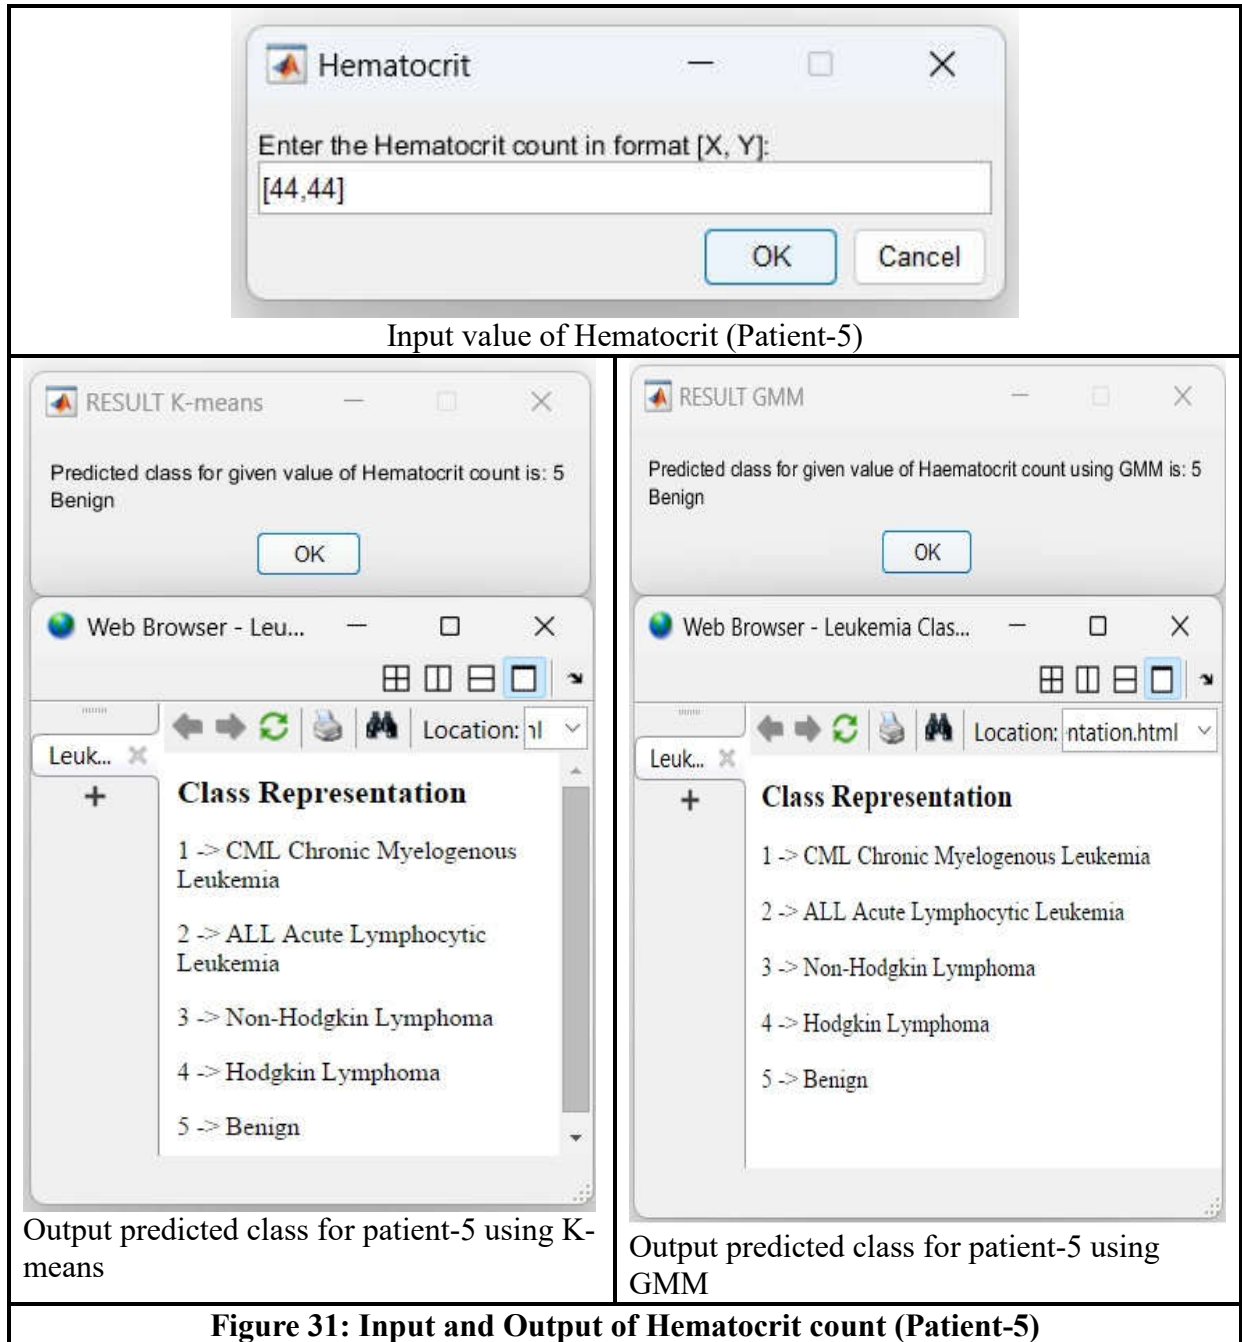 Hematocrit
Enter the Hematocrit count in format [X, Y]:
[44,44]
OK
Cancel
Input value of Hematocrit (Patient-5)
RESULT K-means
Predicted class for given value of Hematocrit count is: 5
Benign
OK
Web Browser - Leu...
Location:
Leuk...
Class Representation
1 -> CML Chronic Myelogenous
Leukemia
2 -> ALL Acute Lymphocytic
Leukemia
3 -> Non-Hodgkin Lymphoma
4 -> Hodgkin Lymphoma
5 -> Benign
Output predicted class for patient-5 using K-
means
RESULT GMM
Predicted class for given value of Haematocrit count using GMM is: 5
Benign
OK
Web Browser - Leukemia Clas...
Location: ntation.html
Leuk...
Class Representation
1 -> CML Chronic Myelogenous Leukemia
2 -> ALL Acute Lymphocytic Leukemia
3 -> Non-Hodgkin Lymphoma
4 -> Hodgkin Lymphoma
5 -> Benign
Output predicted class for patient-5 using
GMM
Figure 31: Input and Output of Hematocrit count (Patient-5)